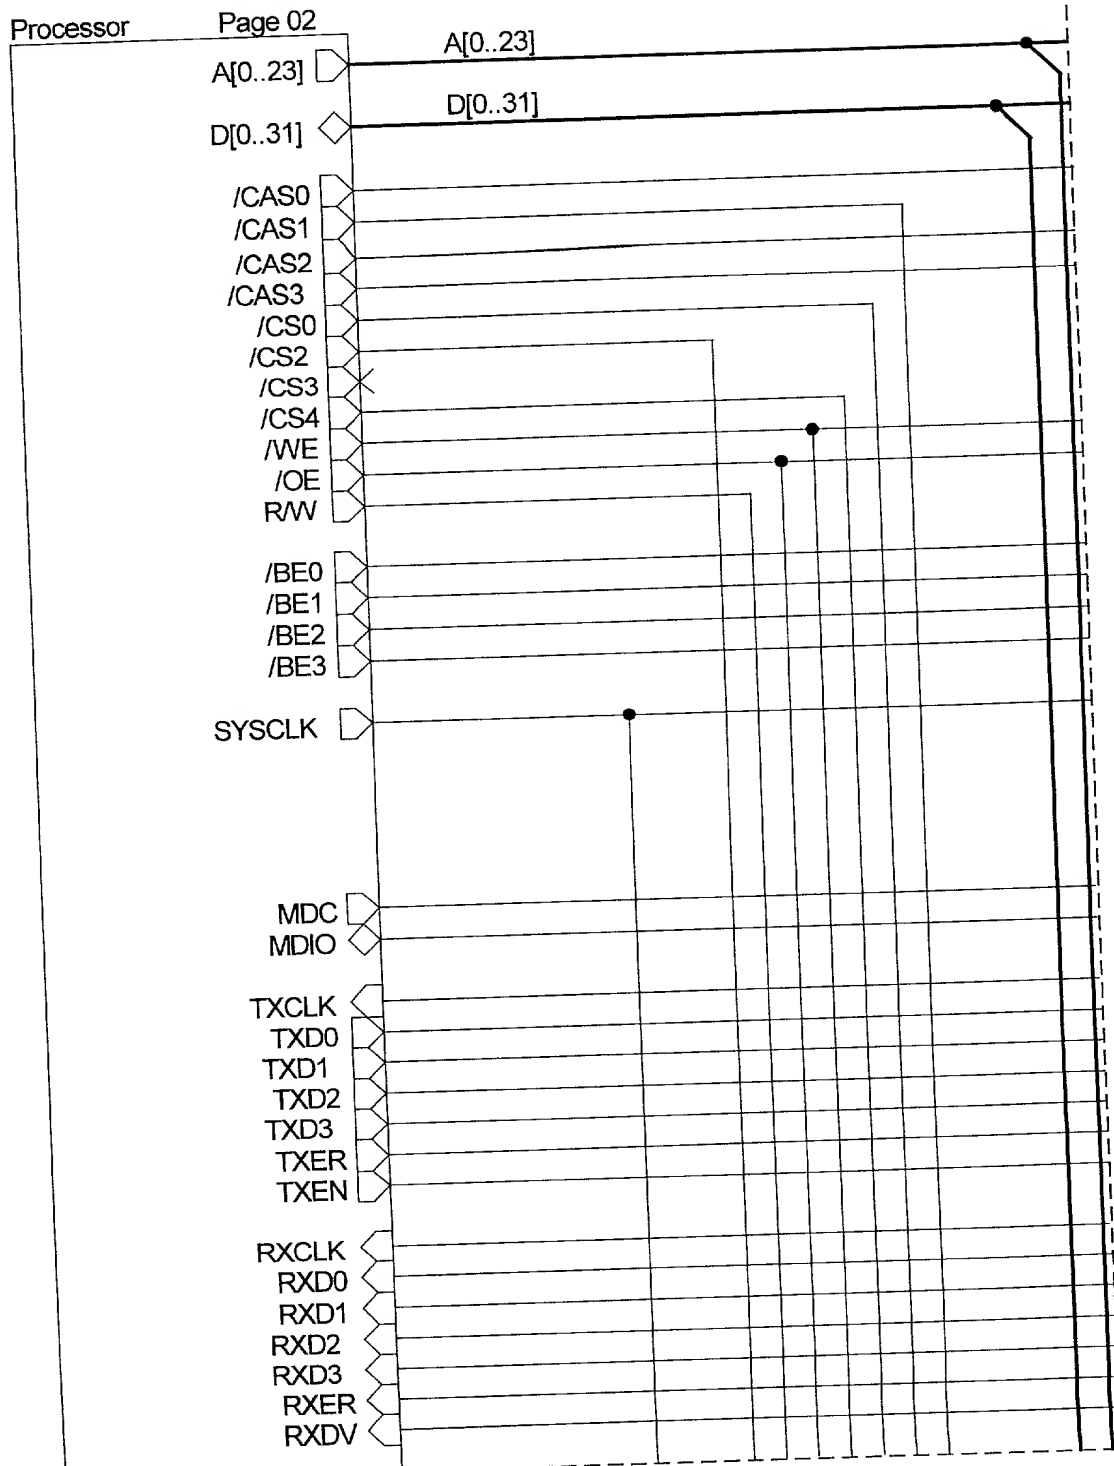 Processor Page 02
A[0..23] A[0..23]
D[0..31] D[0..31]
/CAS0
/CAS1
/CAS2
/CAS3
/CS0
/CS2
/CS3
/CS4
/WE
/OE
R/W
/BE0
/BE1
/BE2
/BE3
SYSCLK
MDC
MDIO
TXCLK
TXD0
TXD1
TXD2
TXD3
TXER
TXEN
RXCLK
RXD0
RXD1
RXD2
RXD3
RXER
RXDV